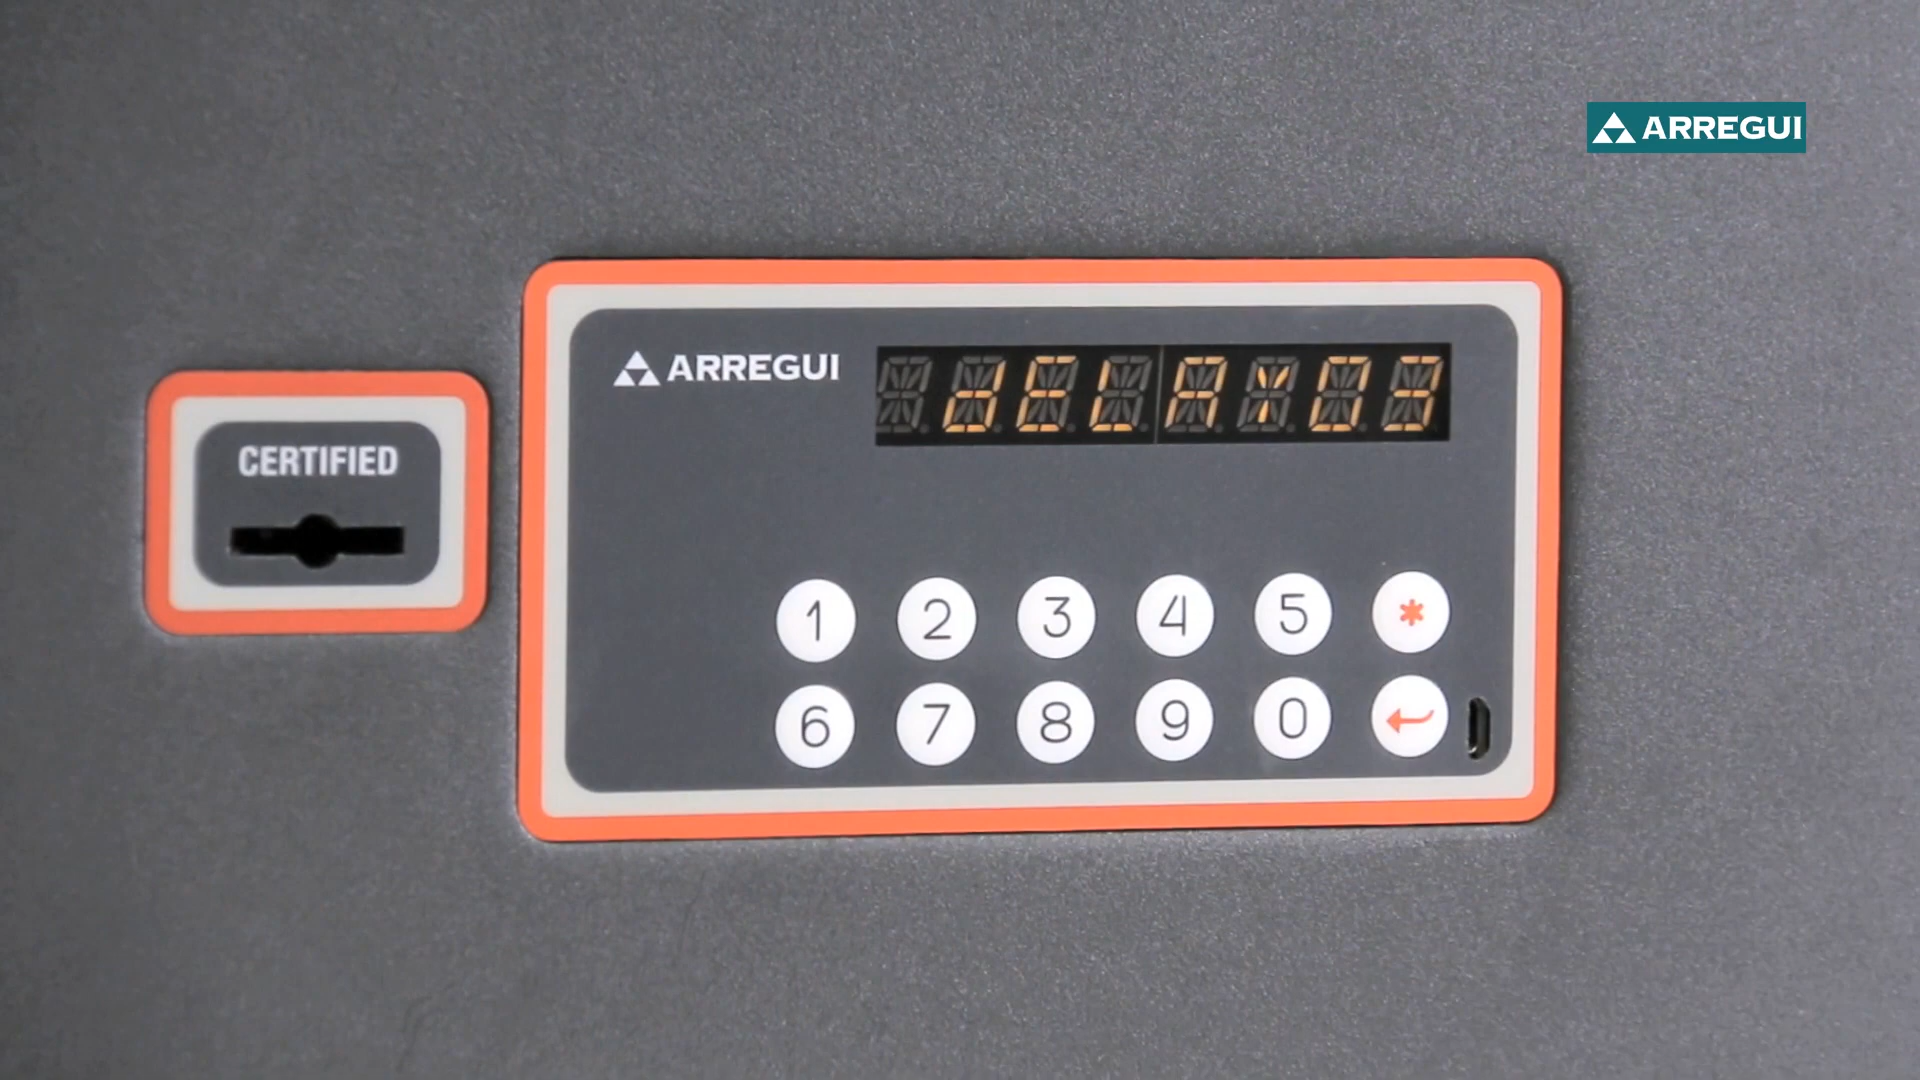 ARREGUI
ARREGUI
dELAY03
CERTIFIED
1 2 3 4 5 *
6 7 8 9 0 ↵